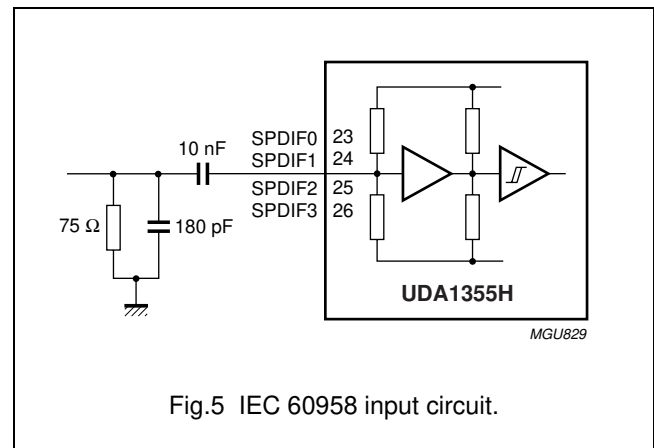 10 nF
SPDIF0 23
SPDIF1 24
SPDIF2 25
SPDIF3 26
75 Ω
180 pF
UDA1355H
MGU829
Fig.5 IEC 60958 input circuit.